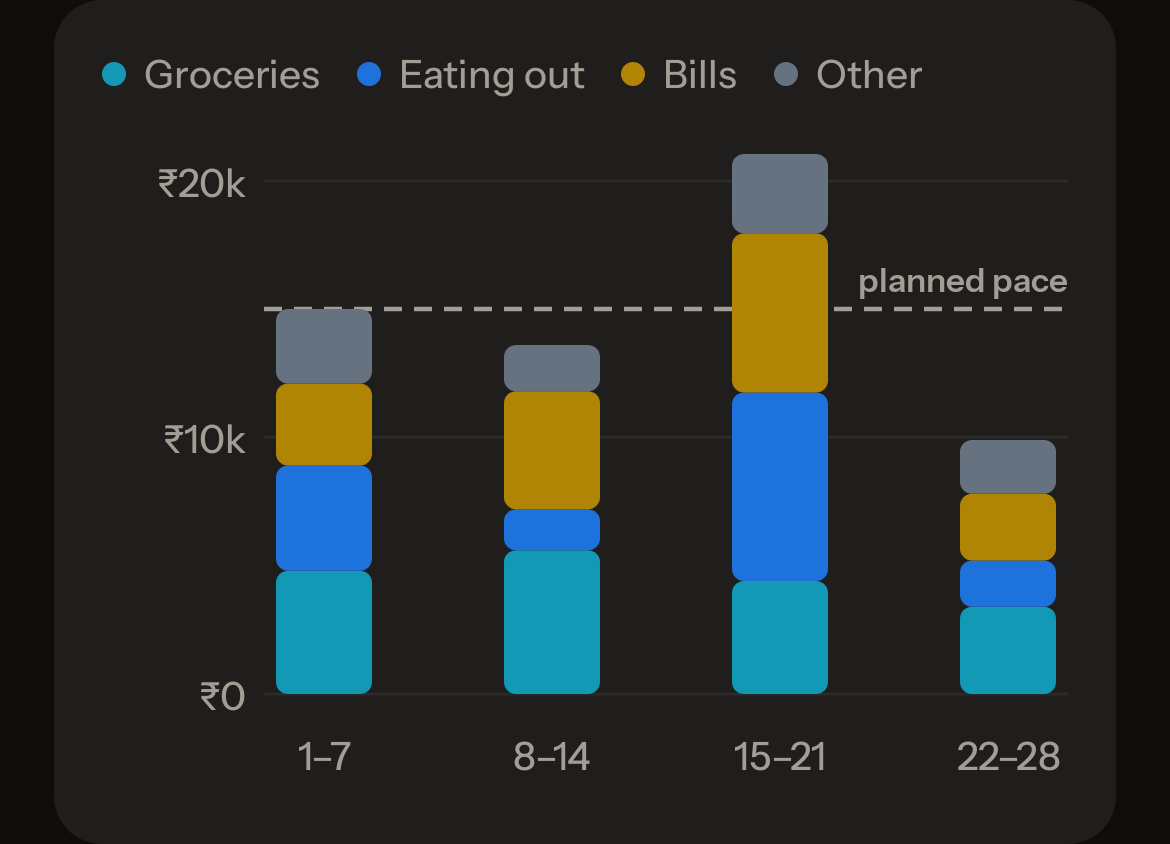 Groceries Eating out Bills Other
₹20k
planned pace
₹10k
₹0
1–7 8–14 15–21 22–28